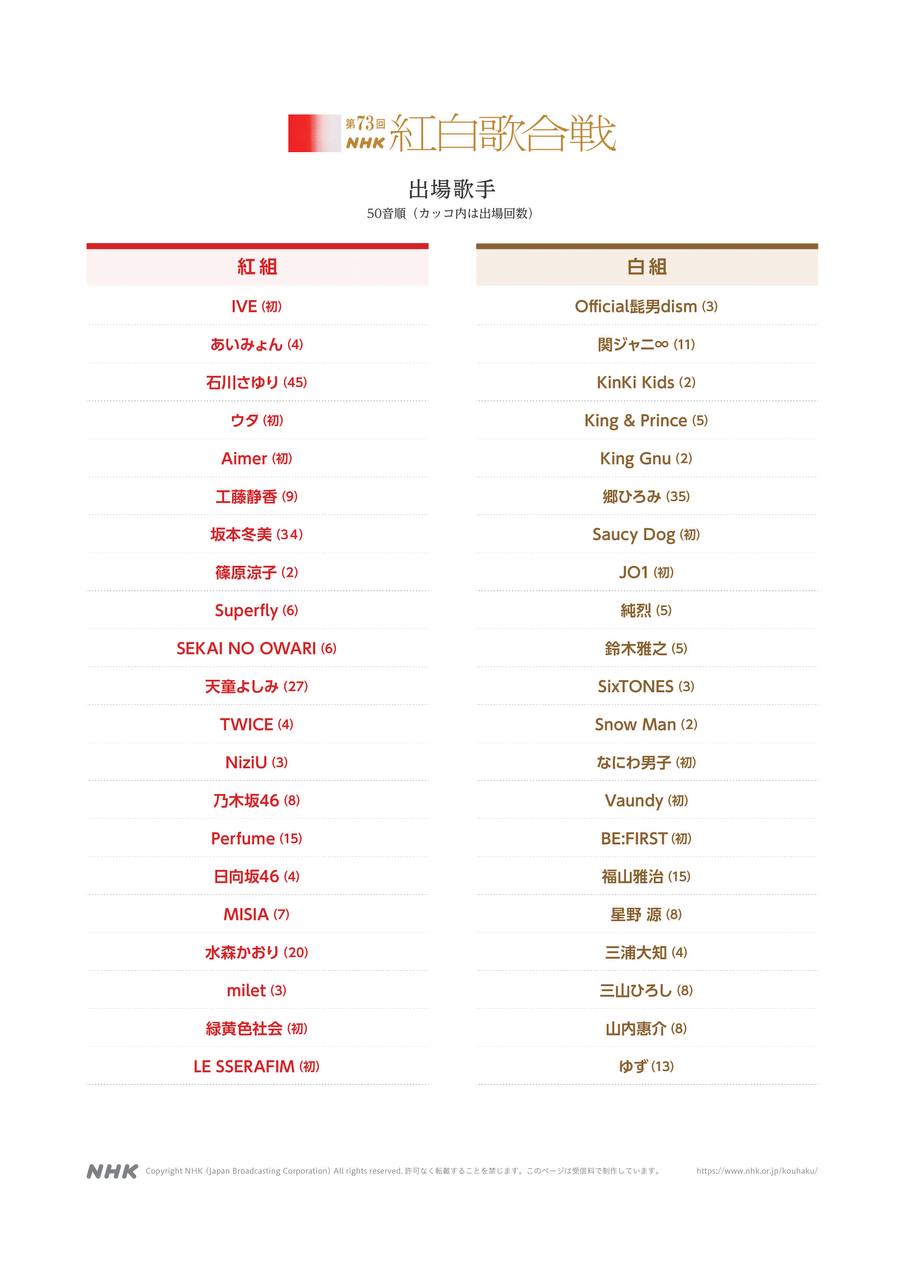 第73回
NHK 紅白歌合戦
出場歌手
50音順（カッコ内は出場回数）
紅組
IVE (初)
あいみょん (4)
石川さゆり (45)
ウタ (初)
Aimer (初)
工藤静香 (9)
坂本冬美 (34)
篠原涼子 (2)
Superfly (6)
SEKAI NO OWARI (6)
天童よしみ (27)
TWICE (4)
NiziU (3)
乃木坂46 (8)
Perfume (15)
日向坂46 (4)
MISIA (7)
水森かおり (20)
milet (3)
緑黄色社会 (初)
LE SSERAFIM (初)
白組
Official髭男dism (3)
関ジャニ∞ (11)
KinKi Kids (2)
King & Prince (5)
King Gnu (2)
郷ひろみ (35)
Saucy Dog (初)
JO1 (初)
純烈 (5)
鈴木雅之 (5)
SixTONES (3)
Snow Man (2)
なにわ男子 (初)
Vaundy (初)
BE:FIRST (初)
福山雅治 (15)
星野 源 (8)
三浦大知 (4)
三山ひろし (8)
山内惠介 (8)
ゆず (13)
NHK Copyright NHK (Japan Broadcasting Corporation) All rights reserved. 許可なく転載することを禁じます。このページは受信料で制作しています。 https://www.nhk.or.jp/kouhaku/